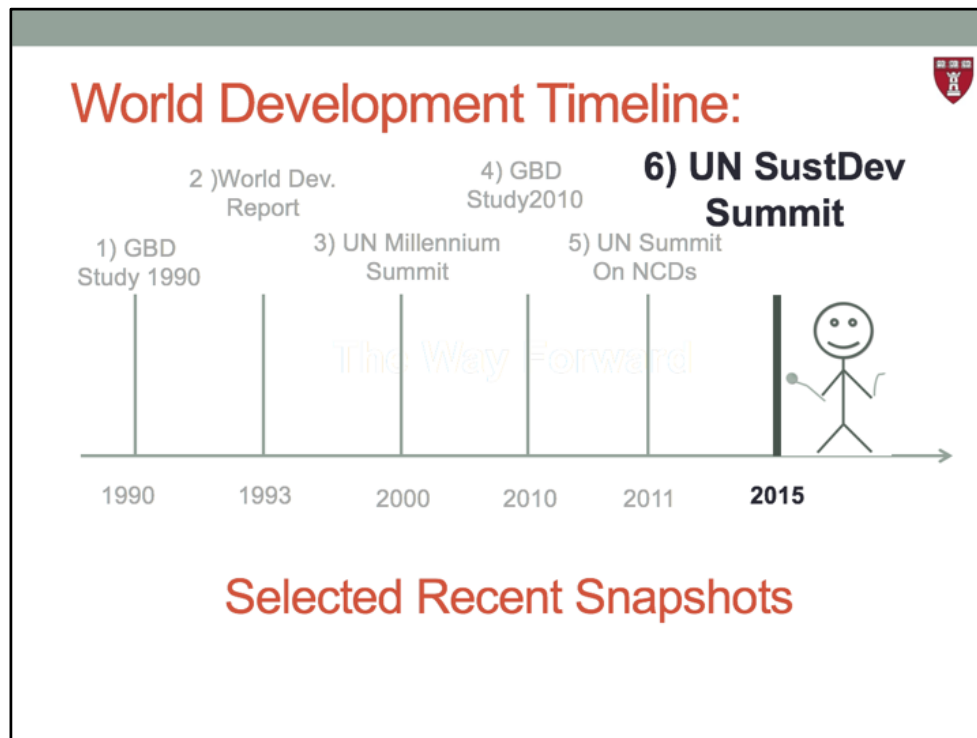 World Development Timeline:
1) GBD
Study 1990
2 )World Dev.
Report
3) UN Millennium
Summit
4) GBD
Study2010
5) UN Summit
On NCDs
6) UN SustDev
Summit
The Way Forward
1990
1993
2000
2010
2011
2015
Selected Recent Snapshots